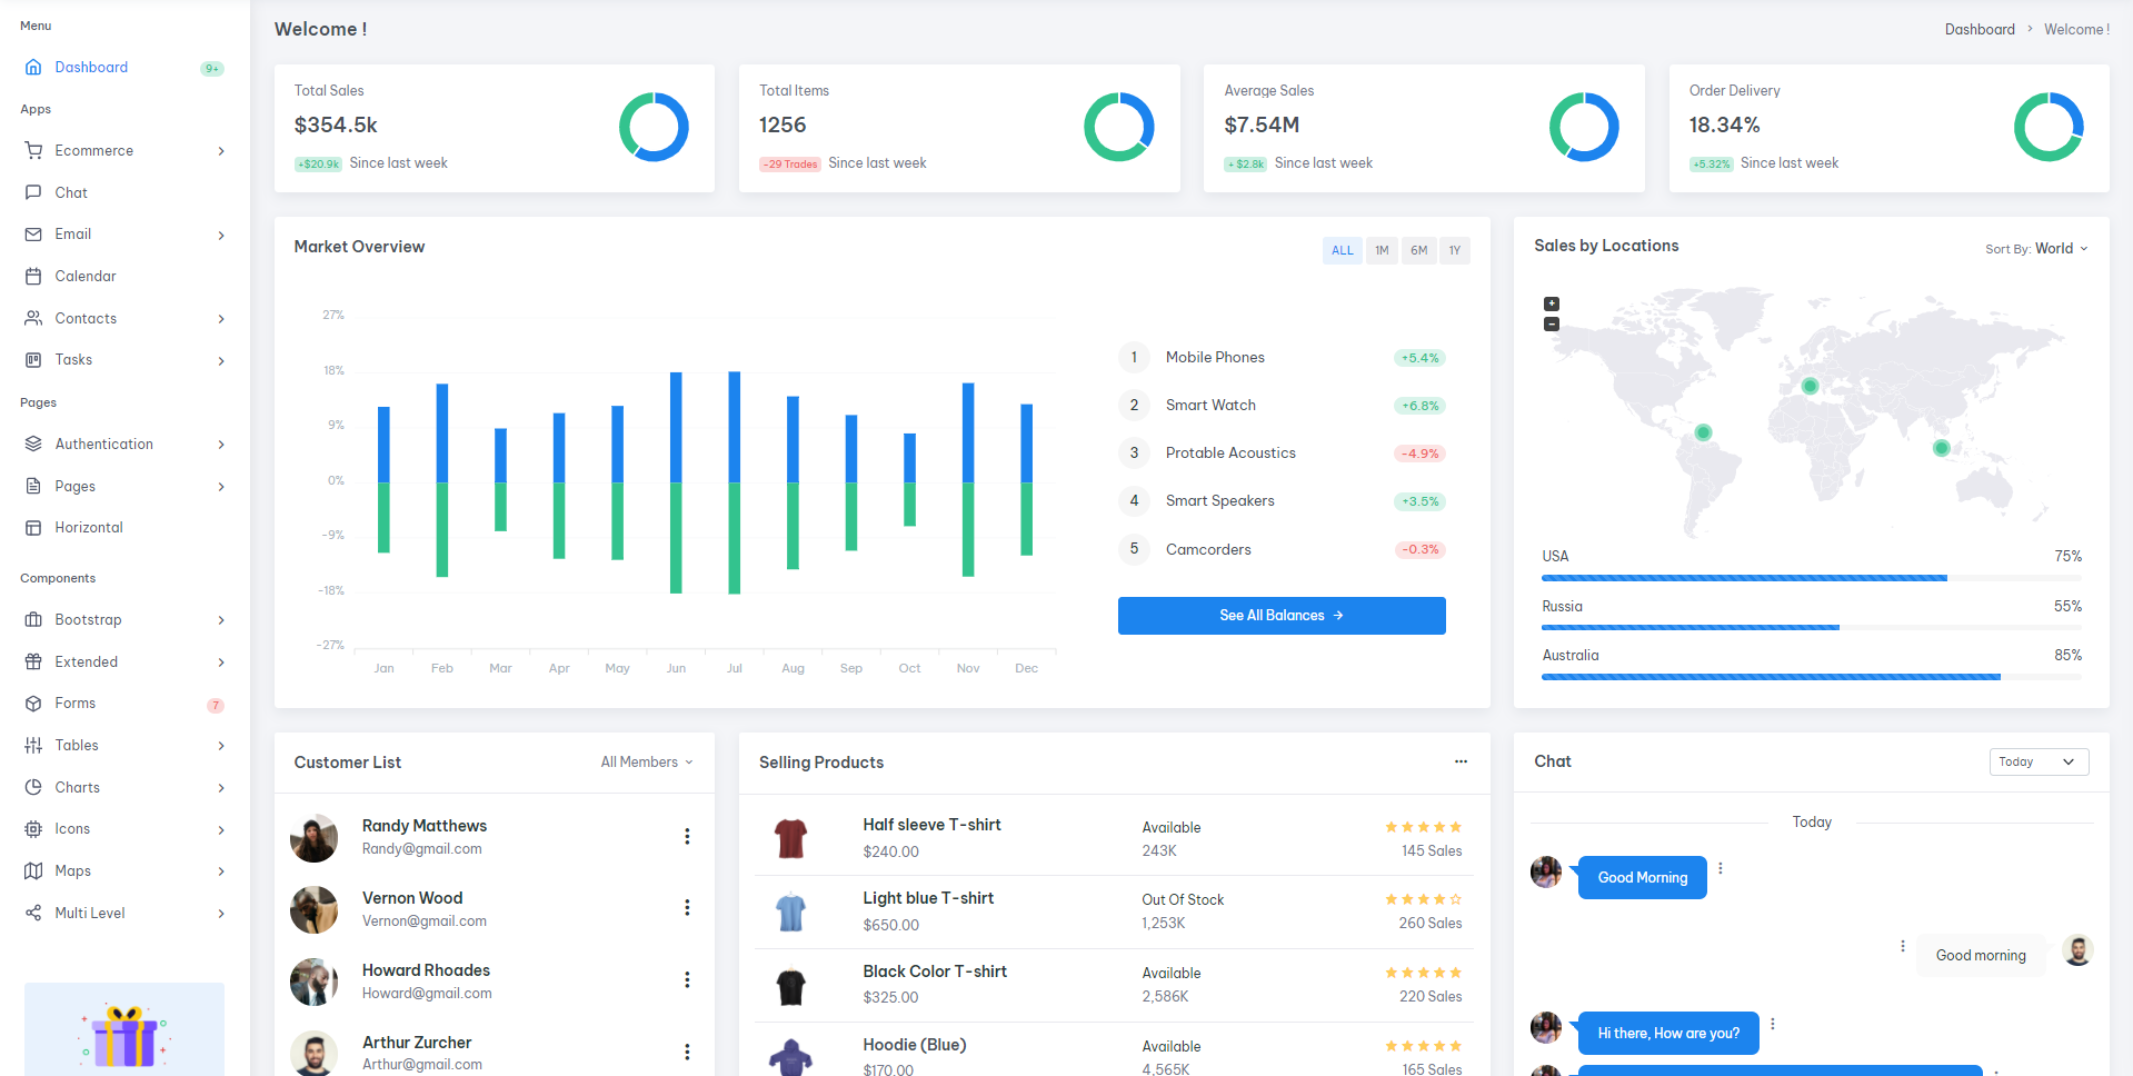 Menu
Dashboard
9+
Apps
Ecommerce
Chat
Email
Calendar
Contacts
Tasks
Pages
Authentication
Pages
Horizontal
Components
Bootstrap
Extended
Forms
7
Tables
Charts
Icons
Maps
Multi Level
Welcome !
Dashboard > Welcome !
Total Sales
$354.5k
+$20.9k Since last week
Total Items
1256
-29 Trades Since last week
Average Sales
$7.54M
+ $2.8k Since last week
Order Delivery
18.34%
+5.32% Since last week
Market Overview
ALL 1M 6M 1Y
27%
18%
9%
0%
-9%
-18%
-27%
Jan Feb Mar Apr May Jun Jul Aug Sep Oct Nov Dec
1 Mobile Phones +5.4%
2 Smart Watch +6.8%
3 Protable Acoustics -4.9%
4 Smart Speakers +3.5%
5 Camcorders -0.3%
See All Balances →
Sales by Locations
Sort By: World
+
−
USA 75%
Russia 55%
Australia 85%
Customer List
All Members
Randy Matthews
Randy@gmail.com
Vernon Wood
Vernon@gmail.com
Howard Rhoades
Howard@gmail.com
Arthur Zurcher
Arthur@gmail.com
Selling Products
Half sleeve T-shirt
$240.00
Available
243K
145 Sales
Light blue T-shirt
$650.00
Out Of Stock
1,253K
260 Sales
Black Color T-shirt
$325.00
Available
2,586K
220 Sales
Hoodie (Blue)
$170.00
Available
4,565K
165 Sales
Chat
Today
Today
Good Morning
Good morning
Hi there, How are you?